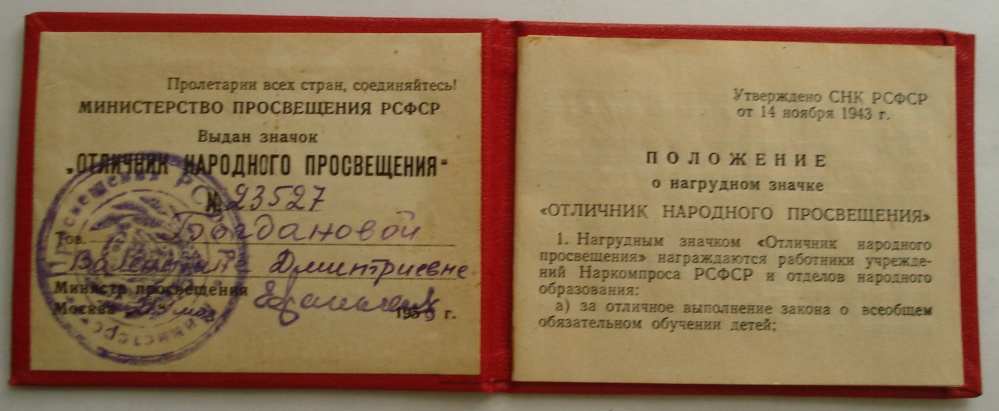 Пролетарии всех стран, соединяйтесь!
МИНИСТЕРСТВО ПРОСВЕЩЕНИЯ РСФСР
Выдан значок
„ОТЛИЧНИК НАРОДНОГО ПРОСВЕЩЕНИЯ“
№ 23527
Тов. Богдановой
Валентине Дмитриевне
Министр просвещения
Москва мая г.
Утверждено СНК РСФСР
от 14 ноября 1943 г.
ПОЛОЖЕНИЕ
о нагрудном значке
«ОТЛИЧНИК НАРОДНОГО ПРОСВЕЩЕНИЯ»
1. Нагрудным значком «Отличник народного
просвещения» награждаются работники учрежде-
ний Наркомпроса РСФСР и отделов народного
образования:
а) за отличное выполнение закона о всеобщем
обязательном обучении детей;